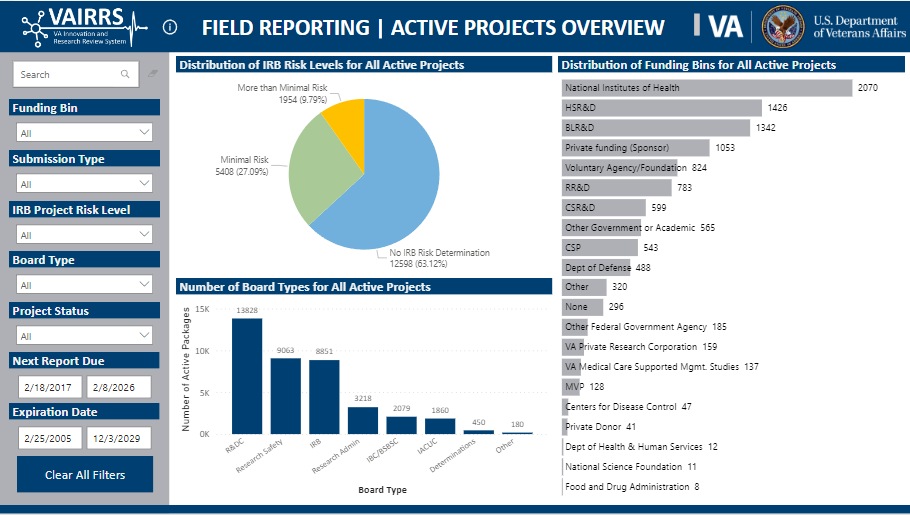 VAIRRS
VA Innovation and
Research Review System
FIELD REPORTING | ACTIVE PROJECTS OVERVIEW
VA
U.S. Department
of Veterans Affairs
Search
Funding Bin
All
Submission Type
All
IRB Project Risk Level
All
Board Type
All
Project Status
All
Next Report Due
2/18/2017
2/8/2026
Expiration Date
2/25/2005
12/3/2029
Clear All Filters
Distribution of IRB Risk Levels for All Active Projects
More than Minimal Risk
1954 (9.79%)
Minimal Risk
5408 (27.09%)
No IRB Risk Determination
12598 (63.12%)
Number of Board Types for All Active Projects
Number of Active Packages
15K
10K
5K
0K
13828
9063
8851
3218
2079
1860
450
180
R&DC
Research Safety
IRB
Research Admin
IBC/BSBSC
IACUC
Determinations
Other
Board Type
Distribution of Funding Bins for All Active Projects
National Institutes of Health 2070
HSR&D 1426
BLR&D 1342
Private funding (Sponsor) 1053
Voluntary Agency/Foundation 824
RR&D 783
CSR&D 599
Other Government or Academic 565
CSP 543
Dept of Defense 488
Other 320
None 296
Other Federal Government Agency 185
VA Private Research Corporation 159
VA Medical Care Supported Mgmt. Studies 137
MVP 128
Centers for Disease Control 47
Private Donor 41
Dept of Health & Human Services 12
National Science Foundation 11
Food and Drug Administration 8